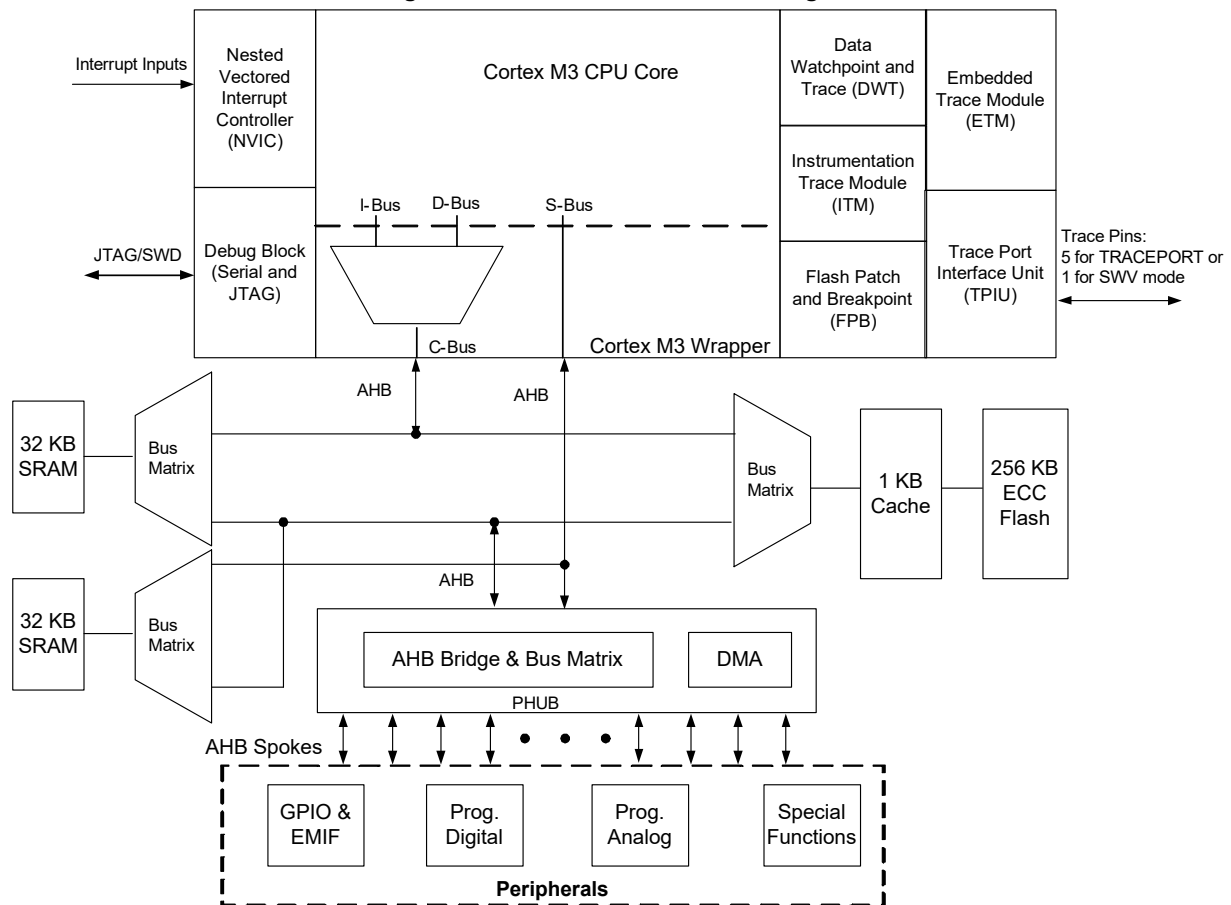 Interrupt Inputs
Nested
Vectored
Interrupt
Controller
(NVIC)
Cortex M3 CPU Core
Data
Watchpoint and
Trace (DWT)
Embedded
Trace Module
(ETM)
Instrumentation
Trace Module
(ITM)
I-Bus
D-Bus
S-Bus
JTAG/SWD
Debug Block
(Serial and
JTAG)
Flash Patch
and Breakpoint
(FPB)
Trace Port
Interface Unit
(TPIU)
Trace Pins:
5 for TRACEPORT or
1 for SWV mode
C-Bus
Cortex M3 Wrapper
AHB
AHB
32 KB
SRAM
Bus
Matrix
Bus
Matrix
1 KB
Cache
256 KB
ECC
Flash
AHB
32 KB
SRAM
Bus
Matrix
AHB Bridge & Bus Matrix
DMA
PHUB
AHB Spokes
GPIO &
EMIF
Prog.
Digital
Prog.
Analog
Special
Functions
Peripherals